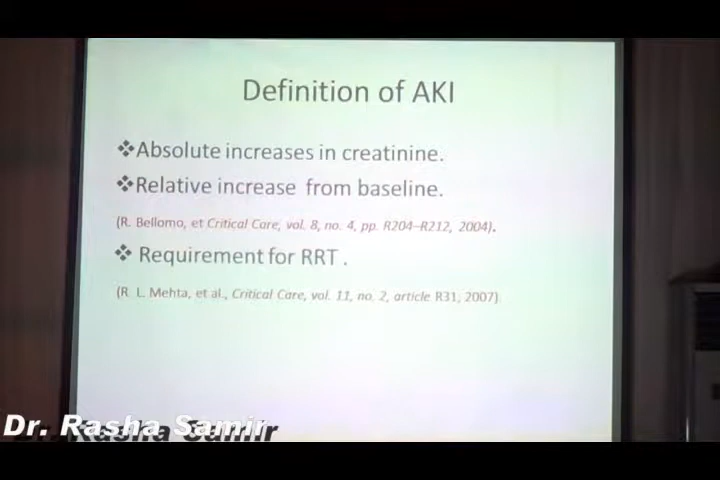 Definition of AKI
❖Absolute increases in creatinine.
❖Relative increase from baseline.
(R. Bellomo, et Critical Care, vol. 8, no. 4, pp. R204–R212, 2004).
❖ Requirement for RRT .
(R. L. Mehta, et al., Critical Care, vol. 11, no. 2, article R31, 2007)
Dr. Rasha Samir